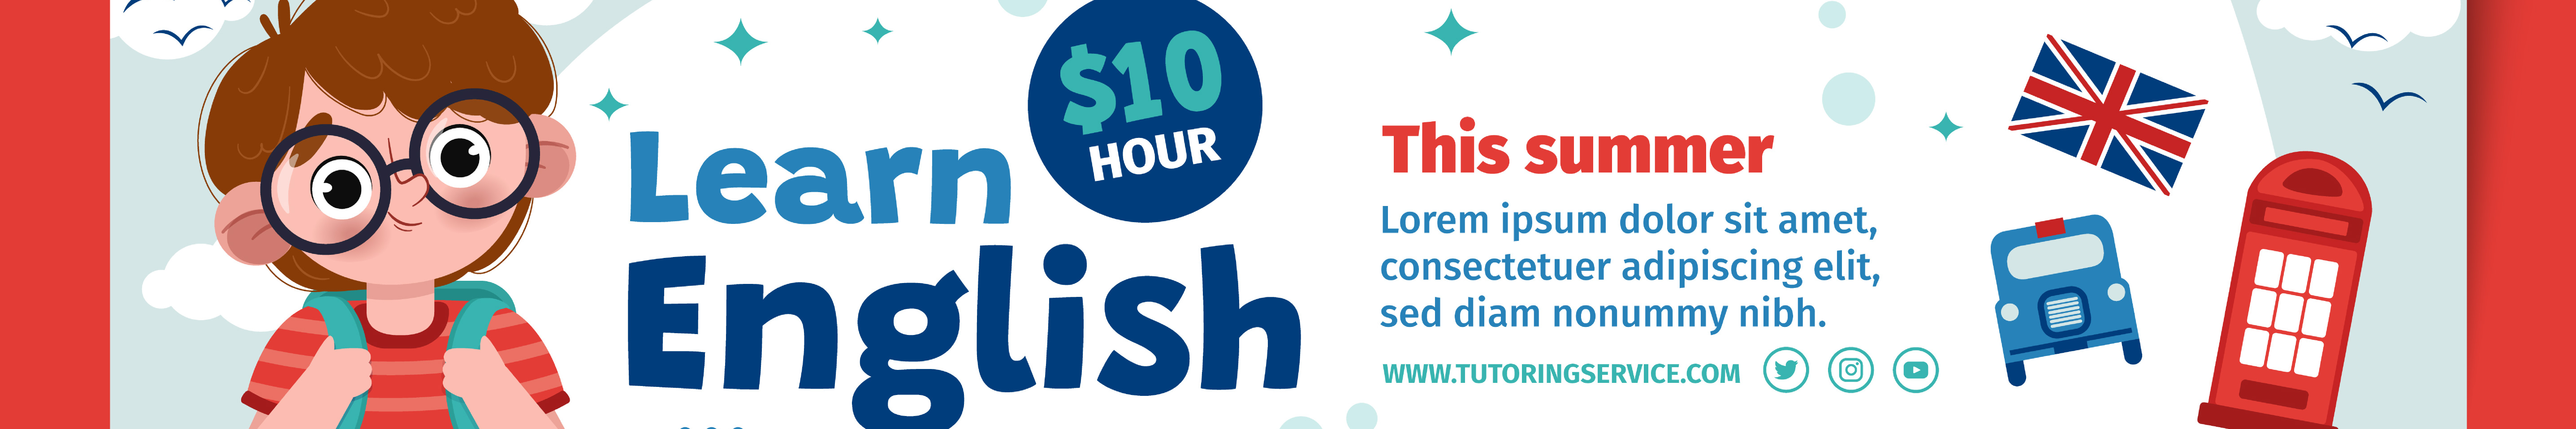 Learn
English
$10
HOUR
This summer
Lorem ipsum dolor sit amet,
consectetuer adipiscing elit,
sed diam nonummy nibh.
WWW.TUTORINGSERVICE.COM